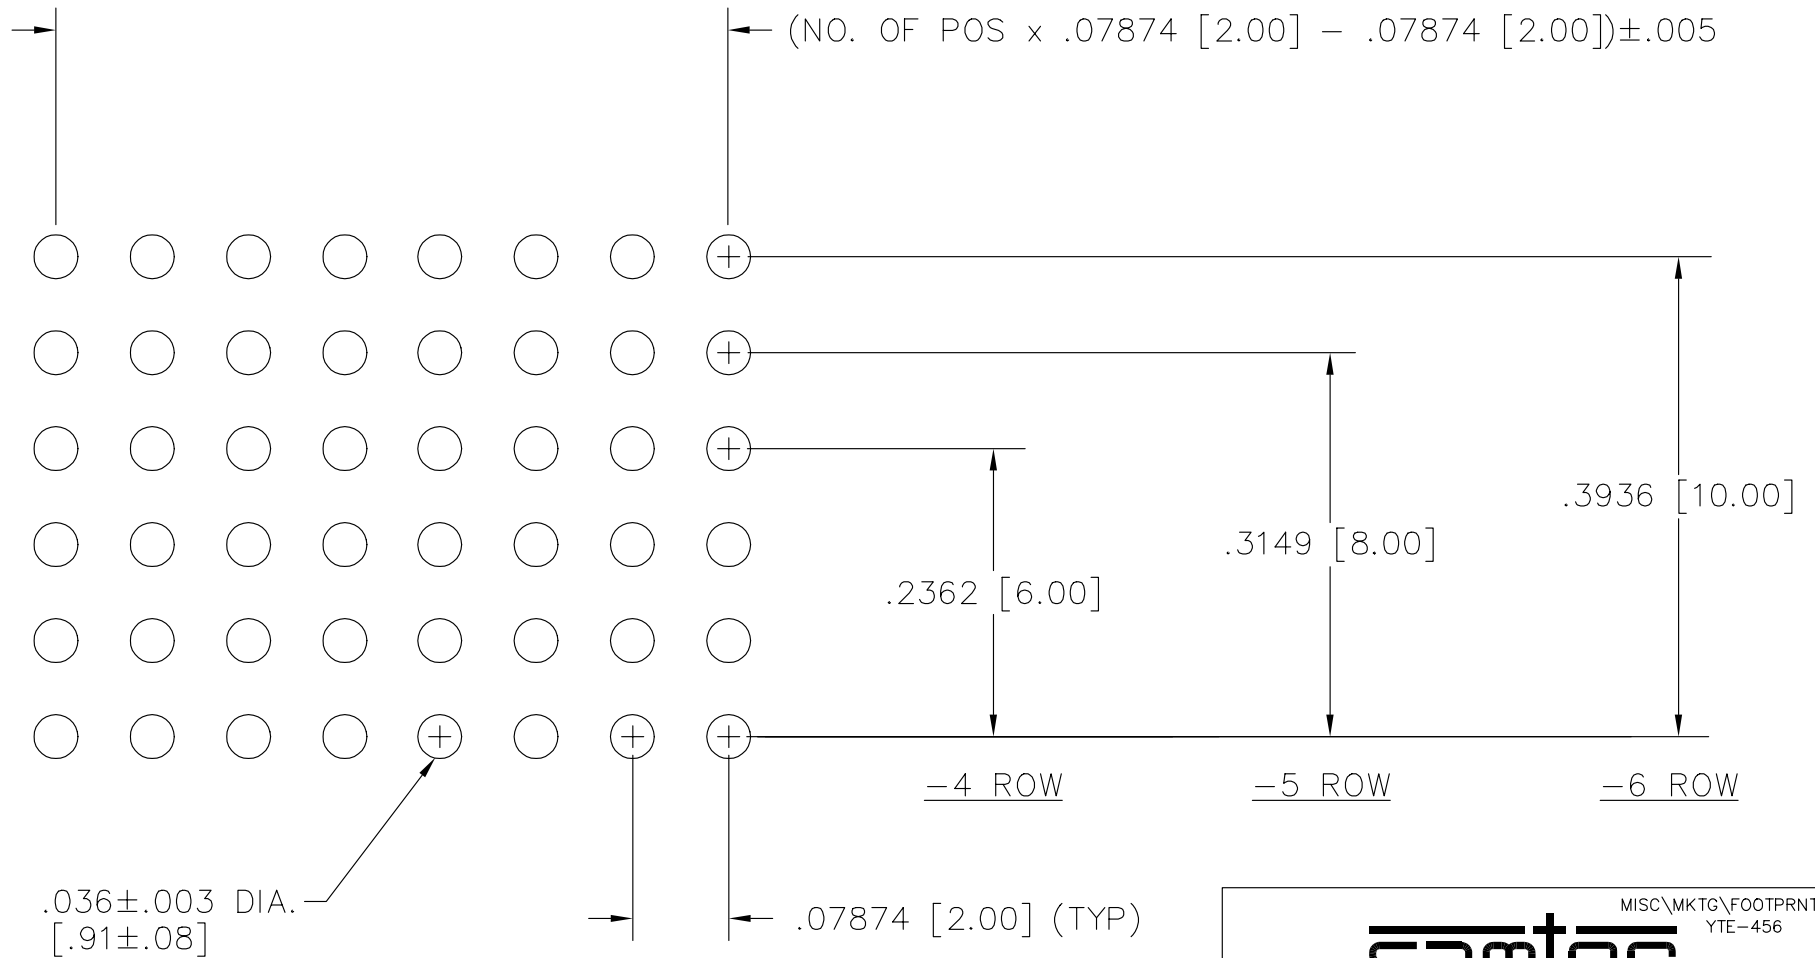 (NO. OF POS x .07874 [2.00] − .07874 [2.00])±.005
.3936 [10.00]
.3149 [8.00]
.2362 [6.00]
−4 ROW
−5 ROW
−6 ROW
.036±.003 DIA.
[.91±.08]
.07874 [2.00] (TYP)
MISC\MKTG\FOOTPRNT
YTE−456
samtec